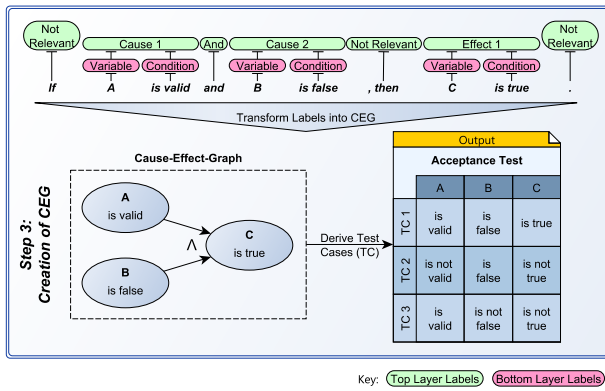 Not
Relevant
Cause 1
And
Cause 2
Not Relevant
Effect 1
Not
Relevant
Variable
Condition
Variable
Condition
Variable
Condition
If A is valid and B is false , then C is true .
Transform Labels into CEG
Step 3:
Creation of CEG
Cause-Effect-Graph
A
is valid
B
is false
Λ
C
is true
Derive Test
Cases (TC)
Output
Acceptance Test
A B C
TC 1
is
valid
is
false
is true
TC 2
is not
valid
is
false
is not
true
TC 3
is
valid
is not
false
is not
true
Key: Top Layer Labels Bottom Layer Labels